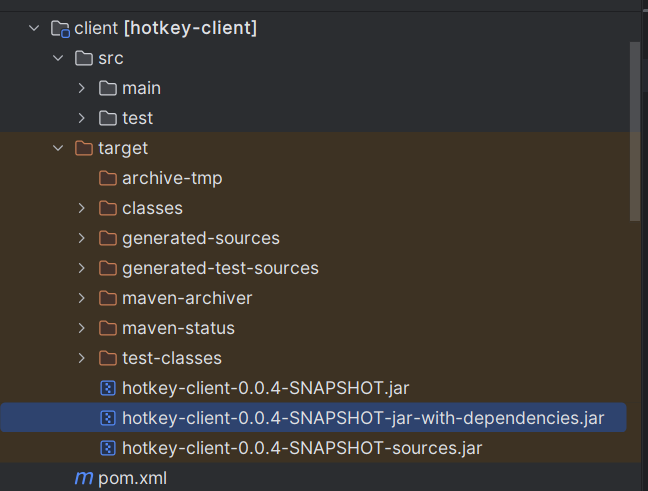 client [hotkey-client]
src
main
test
target
archive-tmp
classes
generated-sources
generated-test-sources
maven-archiver
maven-status
test-classes
hotkey-client-0.0.4-SNAPSHOT.jar
hotkey-client-0.0.4-SNAPSHOT-jar-with-dependencies.jar
hotkey-client-0.0.4-SNAPSHOT-sources.jar
m pom.xml